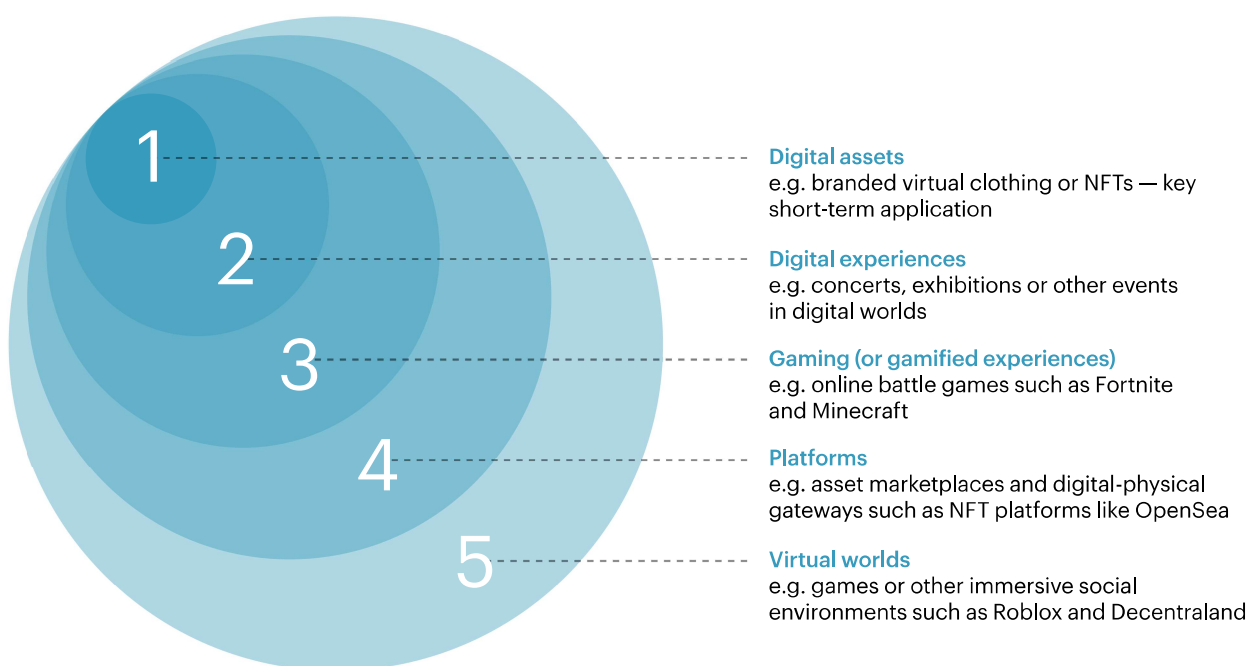 1
Digital assets
e.g. branded virtual clothing or NFTs — key
short-term application
2
Digital experiences
e.g. concerts, exhibitions or other events
in digital worlds
3
Gaming (or gamified experiences)
e.g. online battle games such as Fortnite
and Minecraft
4
Platforms
e.g. asset marketplaces and digital-physical
gateways such as NFT platforms like OpenSea
5
Virtual worlds
e.g. games or other immersive social
environments such as Roblox and Decentraland